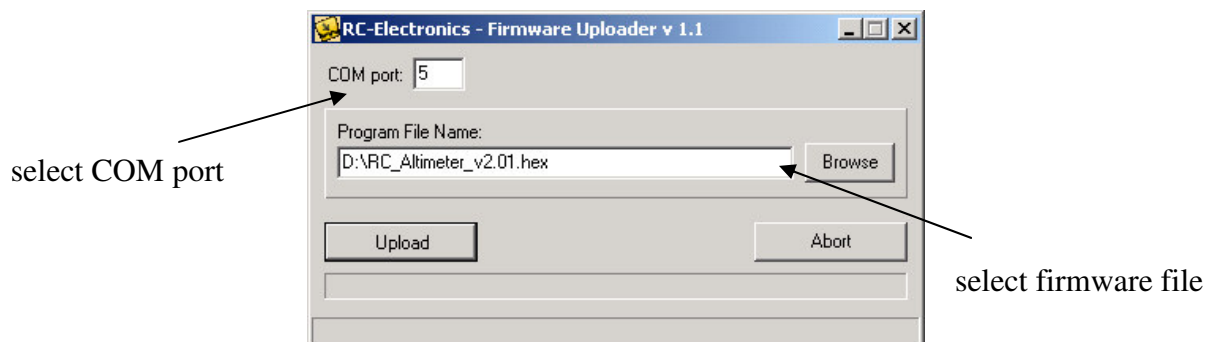 RC-Electronics - Firmware Uploader v 1.1
COM port: 5
Program File Name:
select COM port
D:\RC_Altimeter_v2.01.hex Browse
Upload Abort
select firmware file